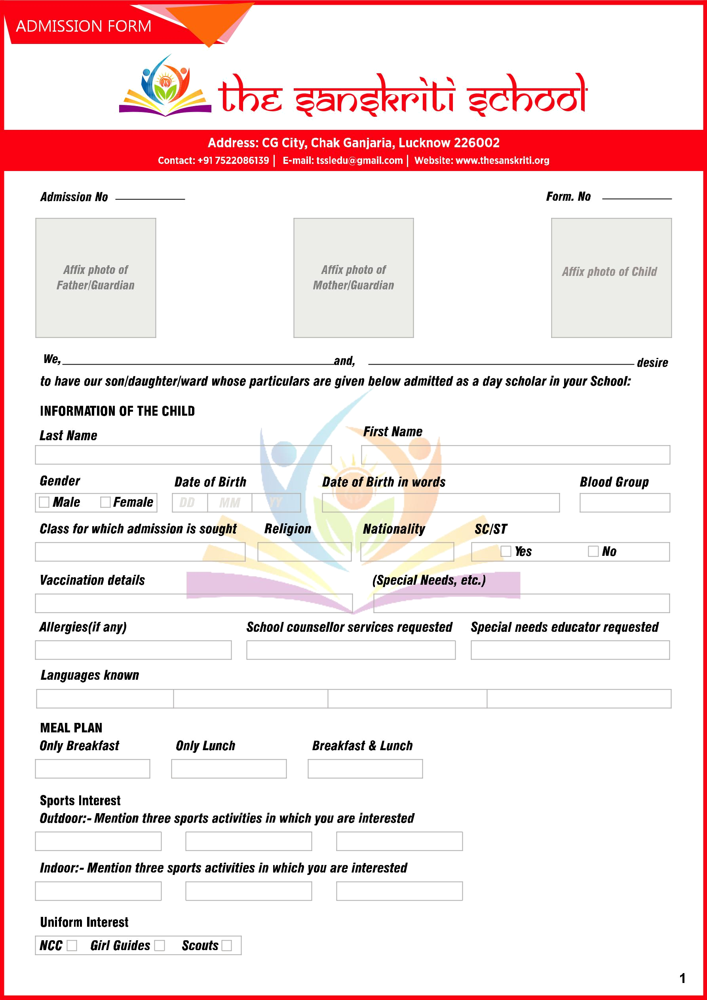 ADMISSION FORM
the sanskriti school
Address: CG City, Chak Ganjaria, Lucknow 226002
Contact: +91 7522086139 | E-mail: tssledu@gmail.com | Website: www.thesanskriti.org
Admission No Form. No
Affix photo of
Father/Guardian
Affix photo of
Mother/Guardian
Affix photo of Child
We, and, desire
to have our son/daughter/ward whose particulars are given below admitted as a day scholar in your School:
INFORMATION OF THE CHILD
Last Name First Name
Gender Date of Birth Date of Birth in words Blood Group
Male Female DD MM YY
Class for which admission is sought Religion Nationality SC/ST
Yes No
Vaccination details (Special Needs, etc.)
Allergies(if any) School counsellor services requested Special needs educator requested
Languages known
MEAL PLAN
Only Breakfast Only Lunch Breakfast & Lunch
Sports Interest
Outdoor:- Mention three sports activities in which you are interested
Indoor:- Mention three sports activities in which you are interested
Uniform Interest
NCC Girl Guides Scouts
1